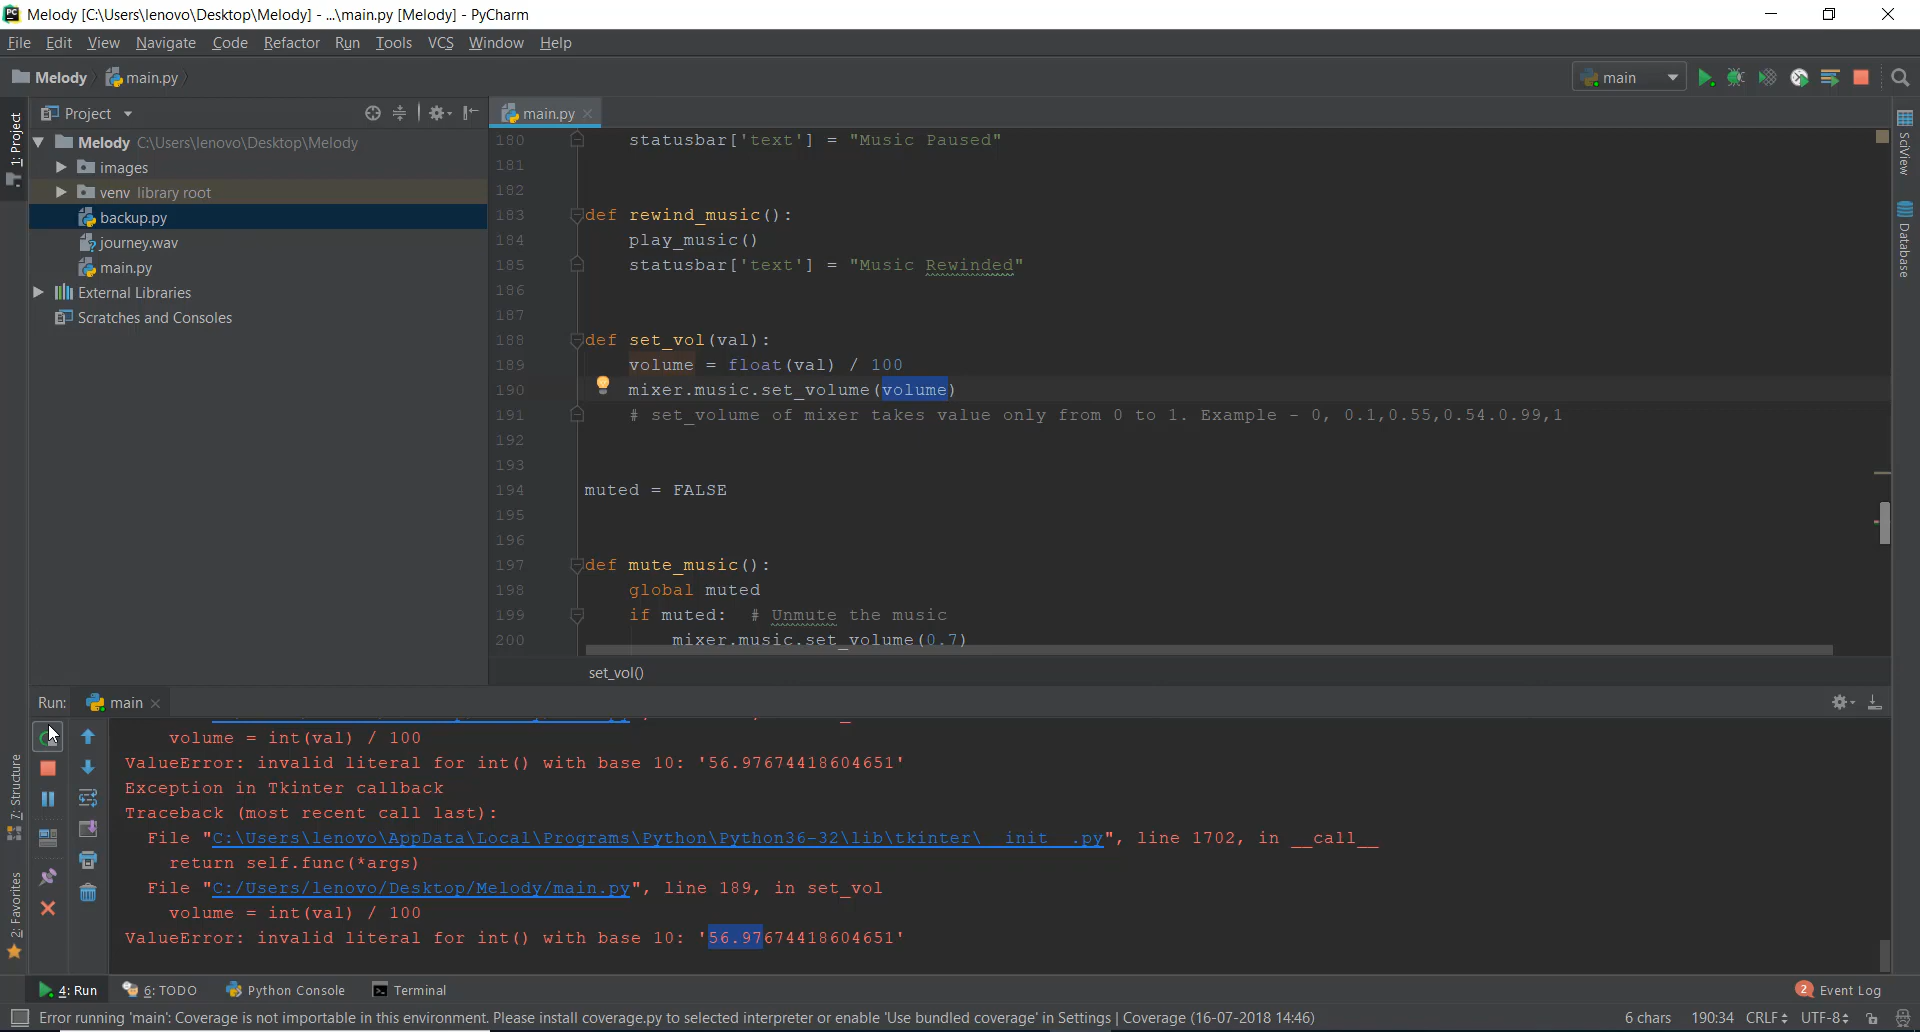 Melody [C:\Users\lenovo\Desktop\Melody] - ...\main.py [Melody] - PyCharm
File Edit View Navigate Code Refactor Run Tools VCS Window Help
Melody main.py
main
1: Project
Project
main.py
Melody C:\Users\lenovo\Desktop\Melody
images
venv library root
backup.py
journey.wav
main.py
External Libraries
Scratches and Consoles
180 statusbar['text'] = "Music Paused"
181
182
183 def rewind_music():
184 play_music()
185 statusbar['text'] = "Music Rewinded"
186
187
188 def set_vol(val):
189 volume = float(val) / 100
190 mixer.music.set_volume(volume)
191 # set_volume of mixer takes value only from 0 to 1. Example - 0, 0.1,0.55,0.54.0.99,1
192
193
194 muted = FALSE
195
196
197 def mute_music():
198 global muted
199 if muted: # Unmute the music
200 mixer.music.set_volume(0.7)
set_vol()
SciView
Database
Run: main
7: Structure
2: Favorites
volume = int(val) / 100
ValueError: invalid literal for int() with base 10: '56.97674418604651'
Exception in Tkinter callback
Traceback (most recent call last):
File "C:\Users\lenovo\AppData\Local\Programs\Python\Python36-32\lib\tkinter\__init__.py", line 1702, in __call__
return self.func(*args)
File "C:/Users/lenovo/Desktop/Melody/main.py", line 189, in set_vol
volume = int(val) / 100
ValueError: invalid literal for int() with base 10: '56.97674418604651'
4: Run 6: TODO Python Console Terminal 2 Event Log
Error running 'main': Coverage is not importable in this environment. Please install coverage.py to selected interpreter or enable 'Use bundled coverage' in Settings | Coverage (16-07-2018 14:46) 6 chars 190:34 CRLF UTF-8